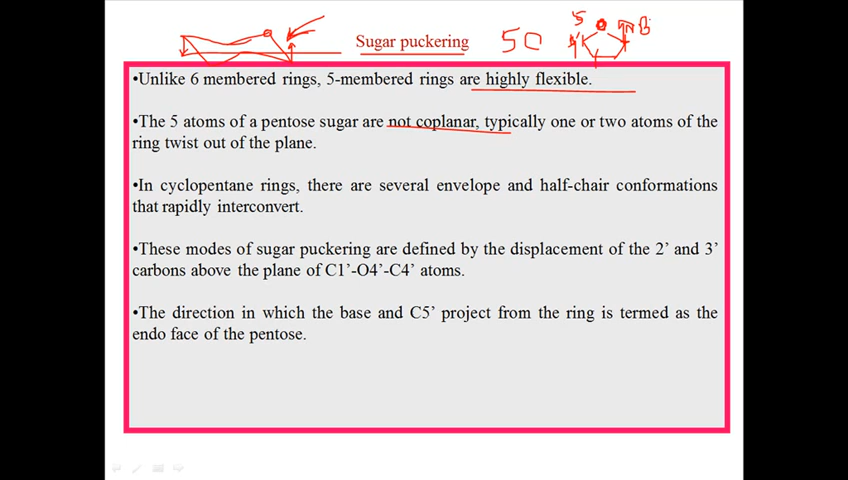 Sugar puckering
5
B
•Unlike 6 membered rings, 5-membered rings are highly flexible.
•The 5 atoms of a pentose sugar are not coplanar, typically one or two atoms of the
ring twist out of the plane.
•In cyclopentane rings, there are several envelope and half-chair conformations
that rapidly interconvert.
•These modes of sugar puckering are defined by the displacement of the 2’ and 3’
carbons above the plane of C1’-O4’-C4’ atoms.
•The direction in which the base and C5’ project from the ring is termed as the
endo face of the pentose.